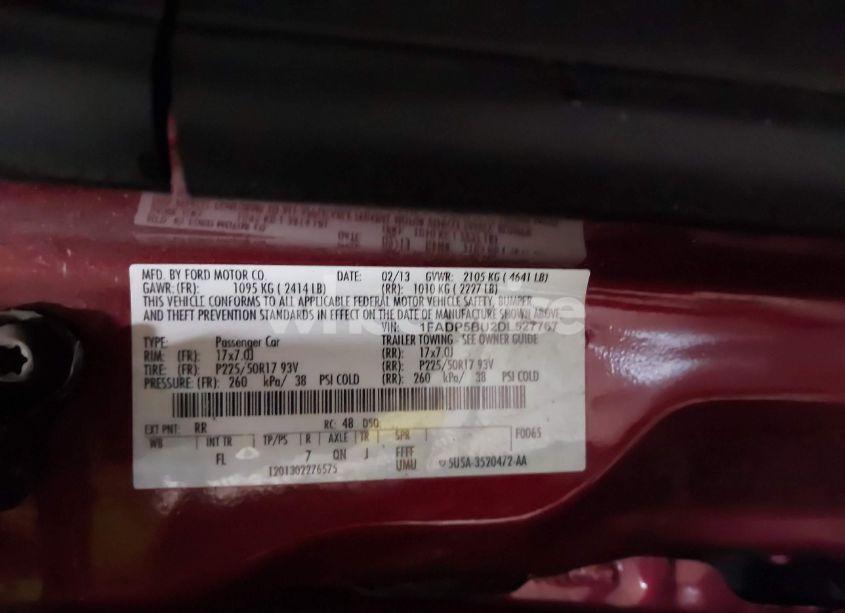 MFD. BY FORD MOTOR CO. DATE: 02/13 GVWR: 2105 KG ( 4641 LB)
GAWR: (FR): 1095 KG ( 2414 LB) (RR): 1010 KG ( 2227 LB)
THIS VEHICLE CONFORMS TO ALL APPLICABLE FEDERAL MOTOR VEHICLE SAFETY, BUMPER
AND THEFT PREVENTION STANDARDS IN EFFECT ON THE DATE OF MANUFACTURE SHOWN ABOVE.
VIN: 1FADP5BU2DL527767
TYPE: Passenger Car TRAILER TOWING - SEE OWNER GUIDE
RIM: (FR): 17x7.0J (RR): 17x7.0J
TIRE: (FR): P225/50R17 93V (RR): P225/50R17 93V
PRESSURE: (FR): 260 kPa/ 38 PSI COLD (RR): 260 kPa/ 38 PSI COLD
EXT PNT: RR RC: 48 DSO: F0065
WB INT TR TP/PS R AXLE TR SPR
FL 7 QN J FFFF
UMU
1201302276575 5U5A-3520472-AA